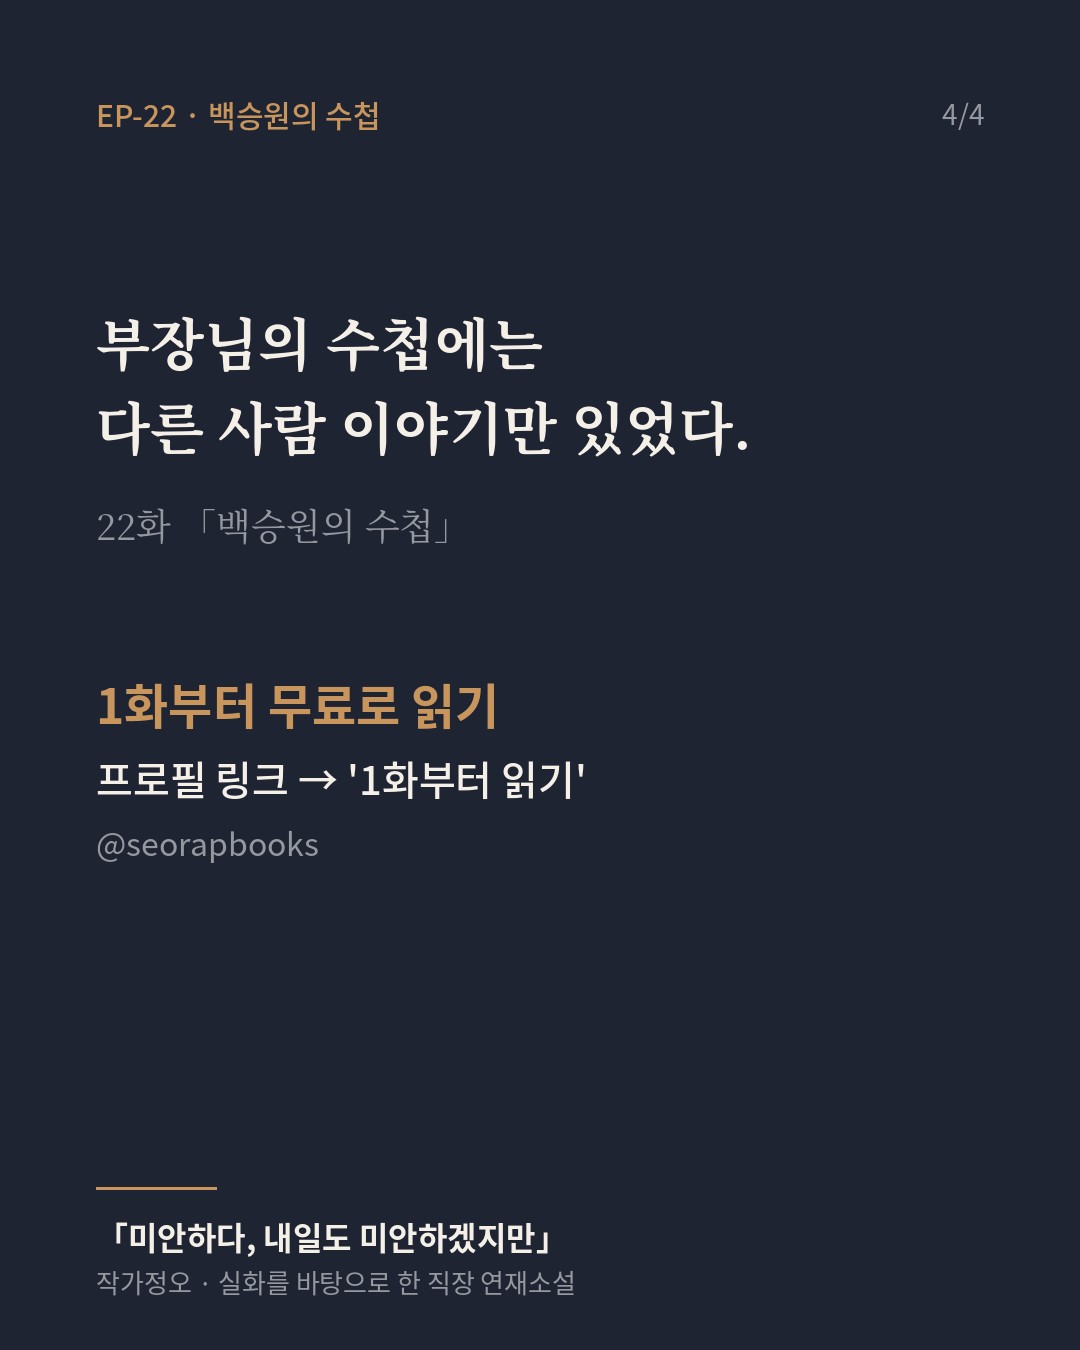 EP-22 · 백승원의 수첩
4/4
부장님의 수첩에는
다른 사람 이야기만 있었다.
22화 「백승원의 수첩」
1화부터 무료로 읽기
프로필 링크 → '1화부터 읽기'
@seorapbooks
「미안하다, 내일도 미안하겠지만」
작가정오 · 실화를 바탕으로 한 직장 연재소설